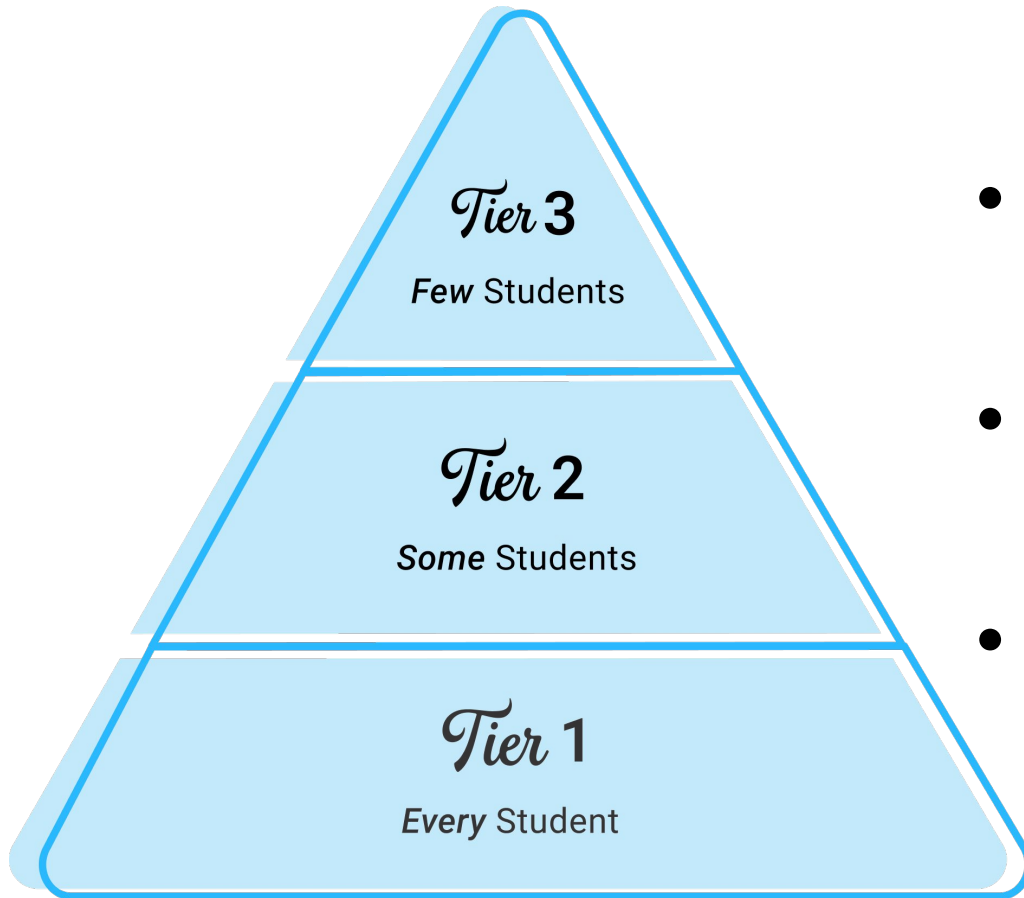 Tier 3
Few Students
Tier 2
Some Students
Tier 1
Every Student